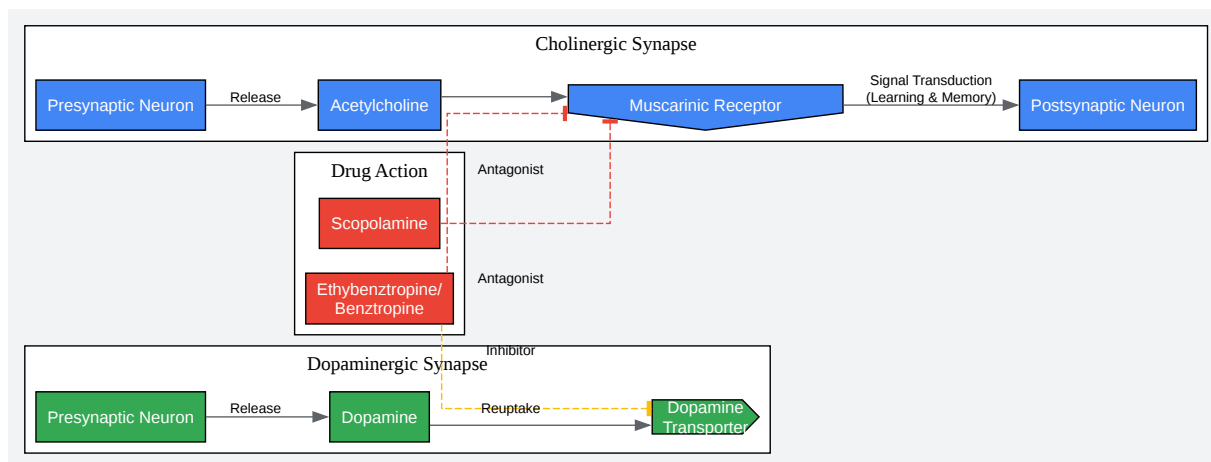 Cholinergic Synapse
Presynaptic Neuron
Release
Acetylcholine
Muscarinic Receptor
Signal Transduction
(Learning & Memory)
Postsynaptic Neuron
Drug Action
Antagonist
Scopolamine
Antagonist
Ethybenztropine/
Benztropine
Inhibitor
Dopaminergic Synapse
Presynaptic Neuron
Release
Dopamine
Reuptake
Dopamine
Transporter